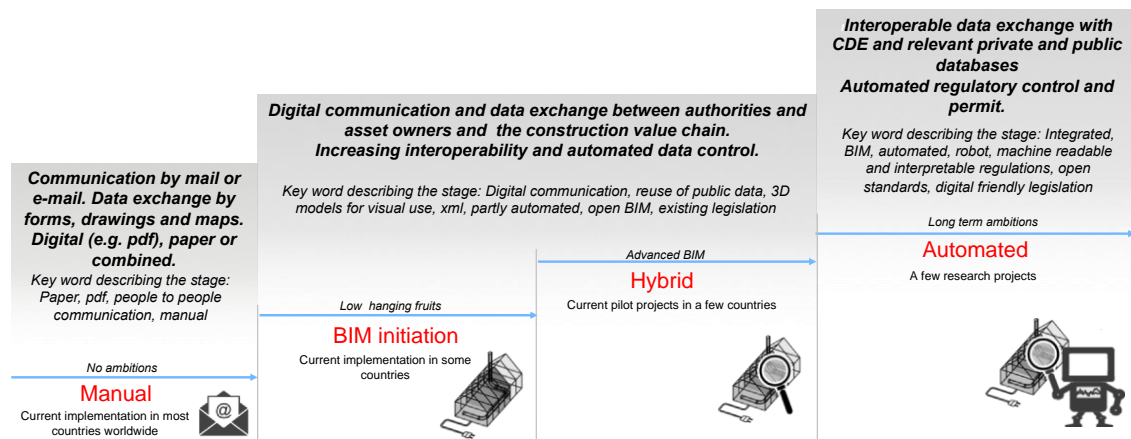 Communication by mail or
e-mail. Data exchange by
forms, drawings and maps.
Digital (e.g. pdf), paper or
combined.
Key word describing the stage:
Paper, pdf, people to people
communication, manual
No ambitions
Manual
Current implementation in most
countries worldwide
@
Digital communication and data exchange between authorities and
asset owners and the construction value chain.
Increasing interoperability and automated data control.
Key word describing the stage: Digital communication, reuse of public data, 3D
models for visual use, xml, partly automated, open BIM, existing legislation
Low hanging fruits
BIM initiation
Current implementation in some
countries
Advanced BIM
Hybrid
Current pilot projects in a few countries
Interoperable data exchange with
CDE and relevant private and public
databases
Automated regulatory control and
permit.
Key word describing the stage: Integrated,
BIM, automated, robot, machine readable
and interpretable regulations, open
standards, digital friendly legislation
Long term ambitions
Automated
A few research projects